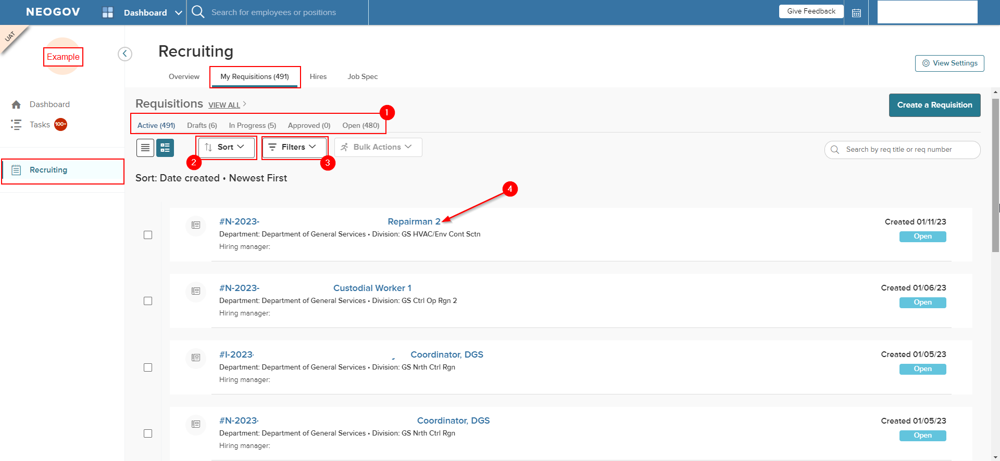 NEOGOV
Dashboard
Search for employees or positions
Give Feedback
UAT
Example
Recruiting
View Settings
Overview
My Requisitions (491)
Hires
Job Spec
Dashboard
Tasks 100+
Recruiting
Requisitions VIEW ALL
Create a Requisition
1
Active (491) Drafts (6) In Progress (5) Approved (0) Open (480)
Sort
Filters
Bulk Actions
Search by req title or req number
2
3
Sort: Date created • Newest First
4
#N-2023- Repairman 2
Created 01/11/23
Department: Department of General Services • Division: GS HVAC/Env Cont Sctn
Open
Hiring manager:
#N-2023- Custodial Worker 1
Created 01/06/23
Department: Department of General Services • Division: GS Ctrl Op Rgn 2
Open
Hiring manager:
#I-2023- Coordinator, DGS
Created 01/05/23
Department: Department of General Services • Division: GS Nrth Ctrl Rgn
Open
Hiring manager:
#N-2023- Coordinator, DGS
Created 01/05/23
Department: Department of General Services • Division: GS Nrth Ctrl Rgn
Open
Hiring manager: